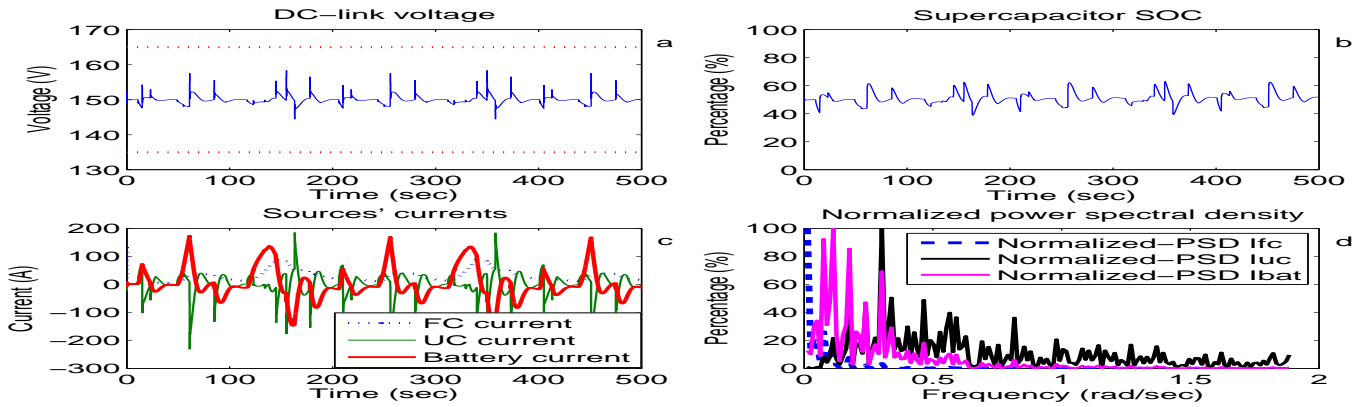 DC-link voltage
a
170
160
150
140
130
Voltage (V)
0
100
200
300
400
500
Time (sec)
Supercapacitor SOC
b
100
80
60
40
20
0
Percentage (%)
0
100
200
300
400
500
Time (sec)
Sources' currents
c
200
100
0
-100
-200
-300
Current (A)
FC current
UC current
Battery current
0
100
200
300
400
500
Time (sec)
Normalized power spectral density
d
100
80
60
40
20
0
Percentage (%)
Normalized-PSD Ifc
Normalized-PSD Iuc
Normalized-PSD Ibat
0
0.5
1
1.5
2
Frequency (rad/sec)